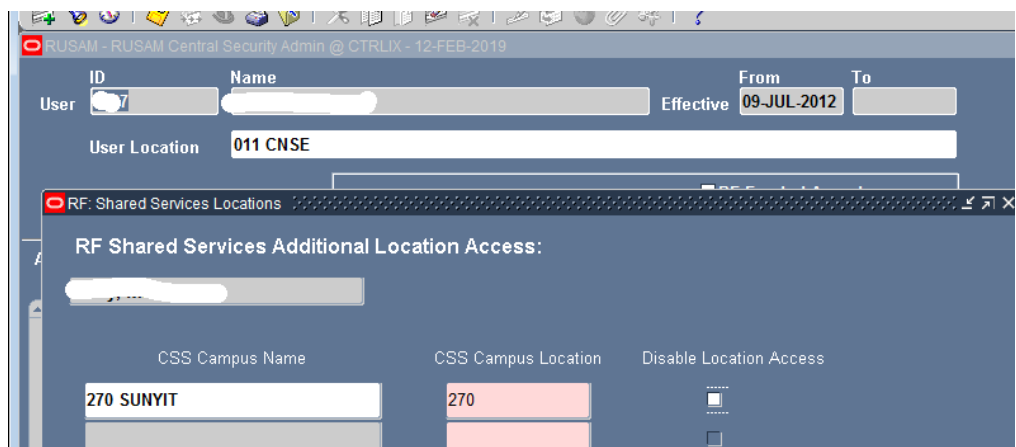 RUSAM - RUSAM Central Security Admin @ CTRLIX - 12-FEB-2019
ID Name From To
User 7 Effective 09-JUL-2012
User Location 011 CNSE
RF: Shared Services Locations
RF Shared Services Additional Location Access:
CSS Campus Name CSS Campus Location Disable Location Access
270 SUNYIT 270